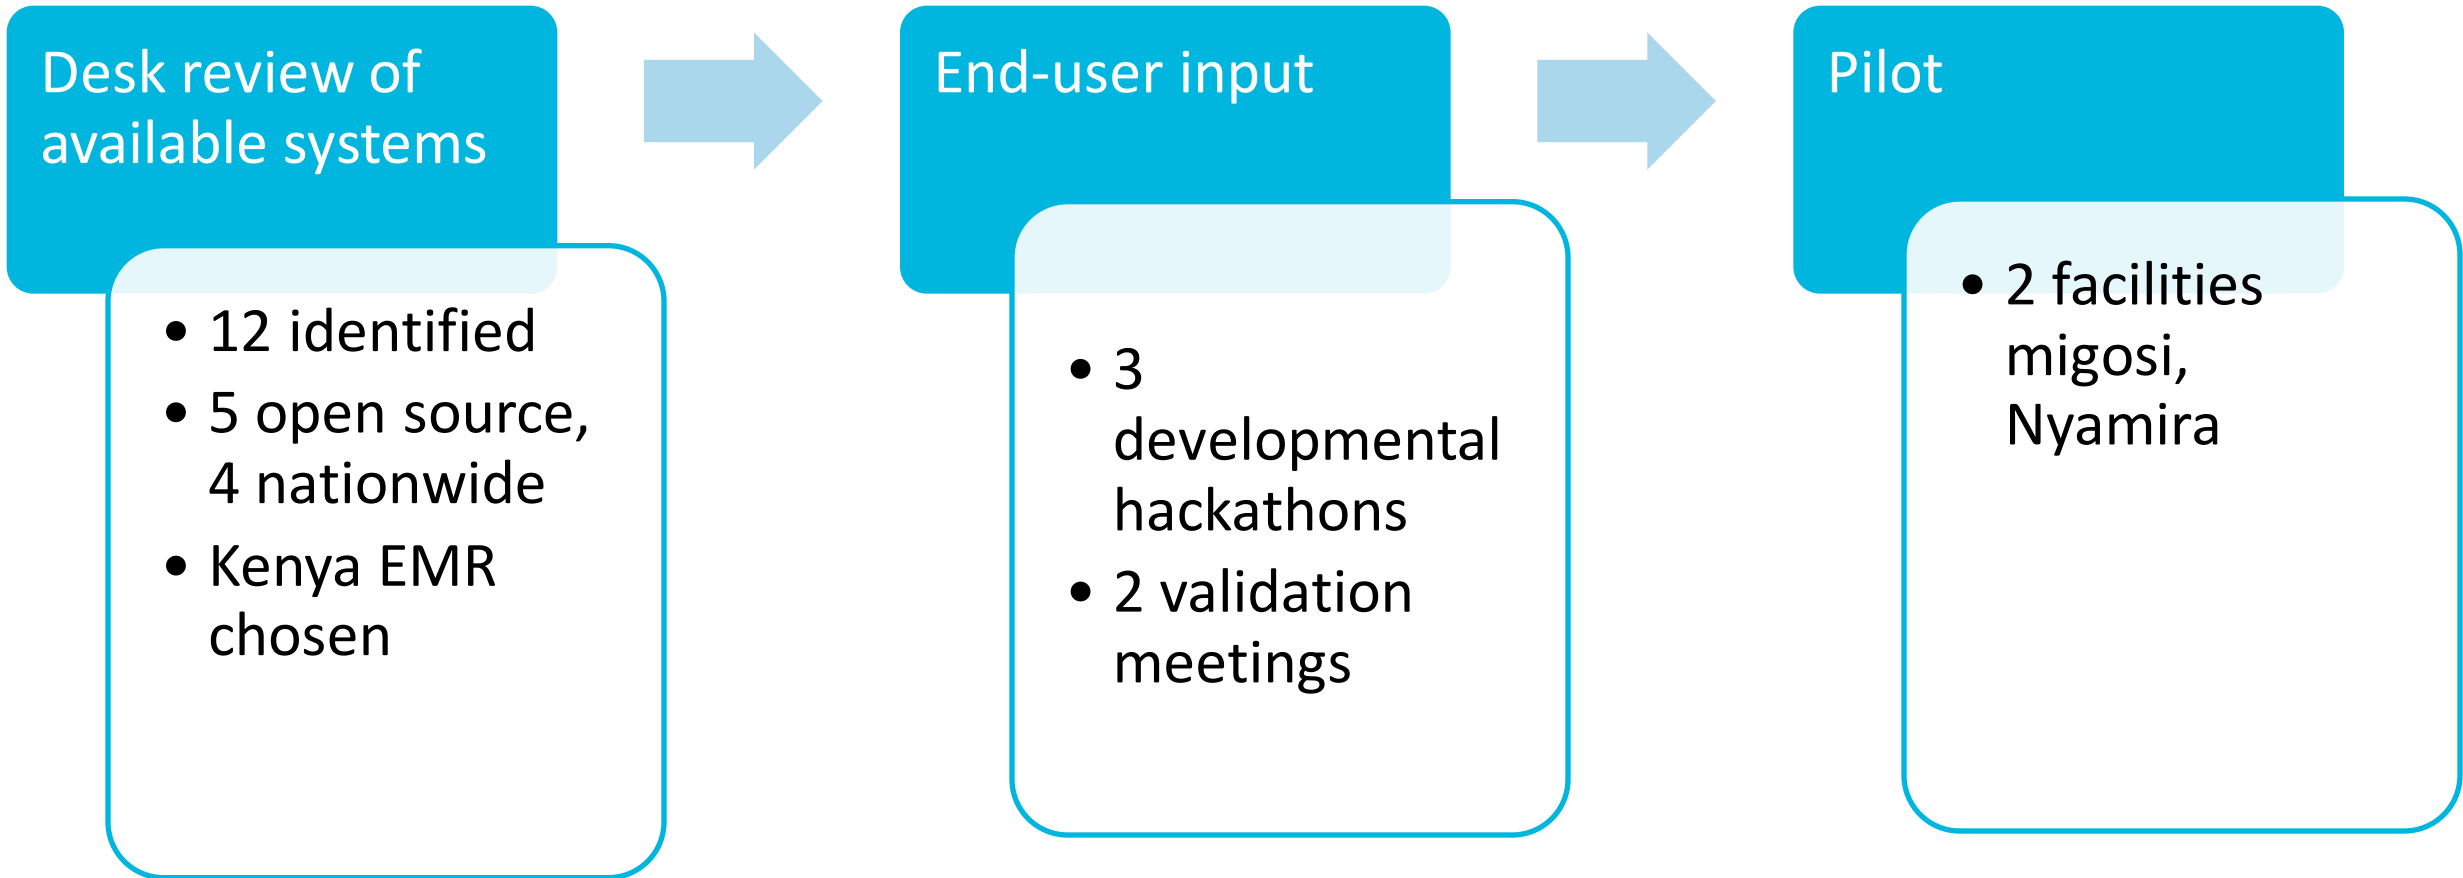 Desk review of
available systems
• 12 identified
• 5 open source,
4 nationwide
• Kenya EMR
chosen
End-user input
• 3
developmental
hackathons
• 2 validation
meetings
Pilot
• 2 facilities
migosi,
Nyamira